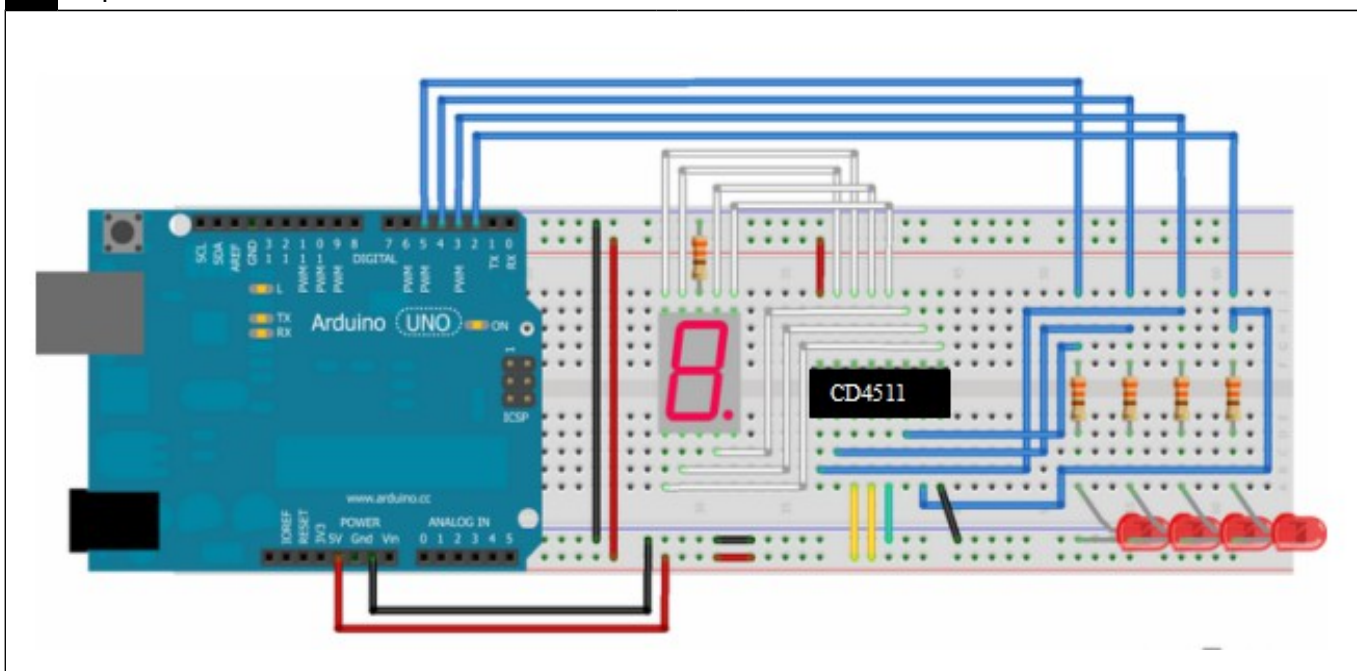 SCL
SDA
AREF
GND
13
12
11
10
9
8
7
6
5
4
3
2
1
0
DIGITAL
PWM
PWM
PWM
PWM
PWM
PWM
TX
RX
L
TX
RX
Arduino UNO
ON
1
ICSP
CD4511
www.arduino.cc
POWER
ANALOG IN
IOREF
RESET
3V3
5V
Gnd
Vin
0 1 2 3 4 5